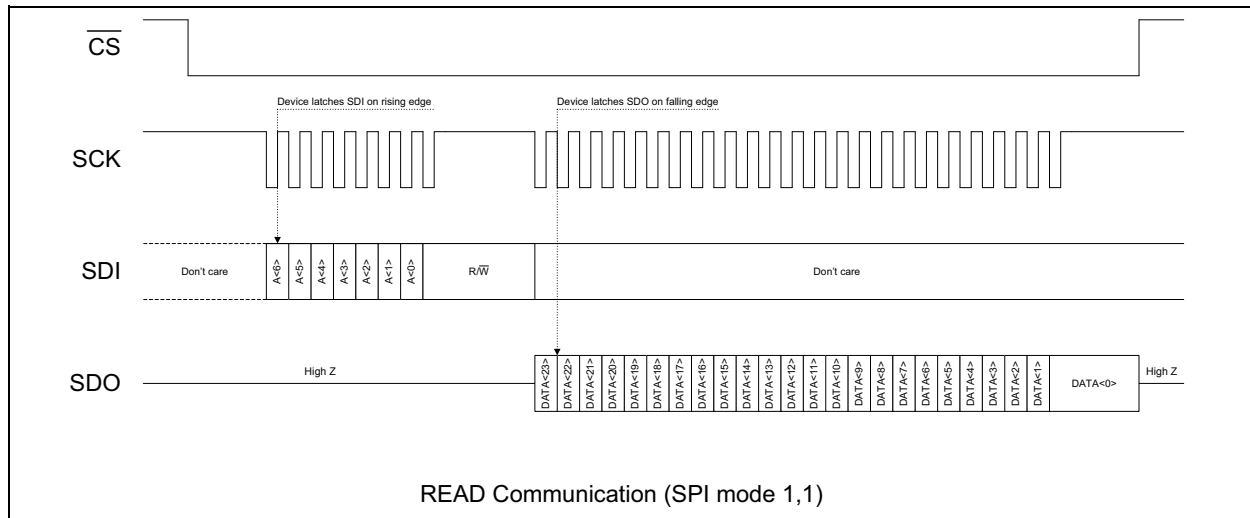 CS
Device latches SDI on rising edge
Device latches SDO on falling edge
SCK
SDI
Don't care
A<6>
A<5>
A<4>
A<3>
A<2>
A<1>
A<0>
R/W
Don't care
SDO
High Z
DATA<23>
DATA<22>
DATA<21>
DATA<20>
DATA<19>
DATA<18>
DATA<17>
DATA<16>
DATA<15>
DATA<14>
DATA<13>
DATA<12>
DATA<11>
DATA<10>
DATA<9>
DATA<8>
DATA<7>
DATA<6>
DATA<5>
DATA<4>
DATA<3>
DATA<2>
DATA<1>
DATA<0>
High Z
READ Communication (SPI mode 1,1)